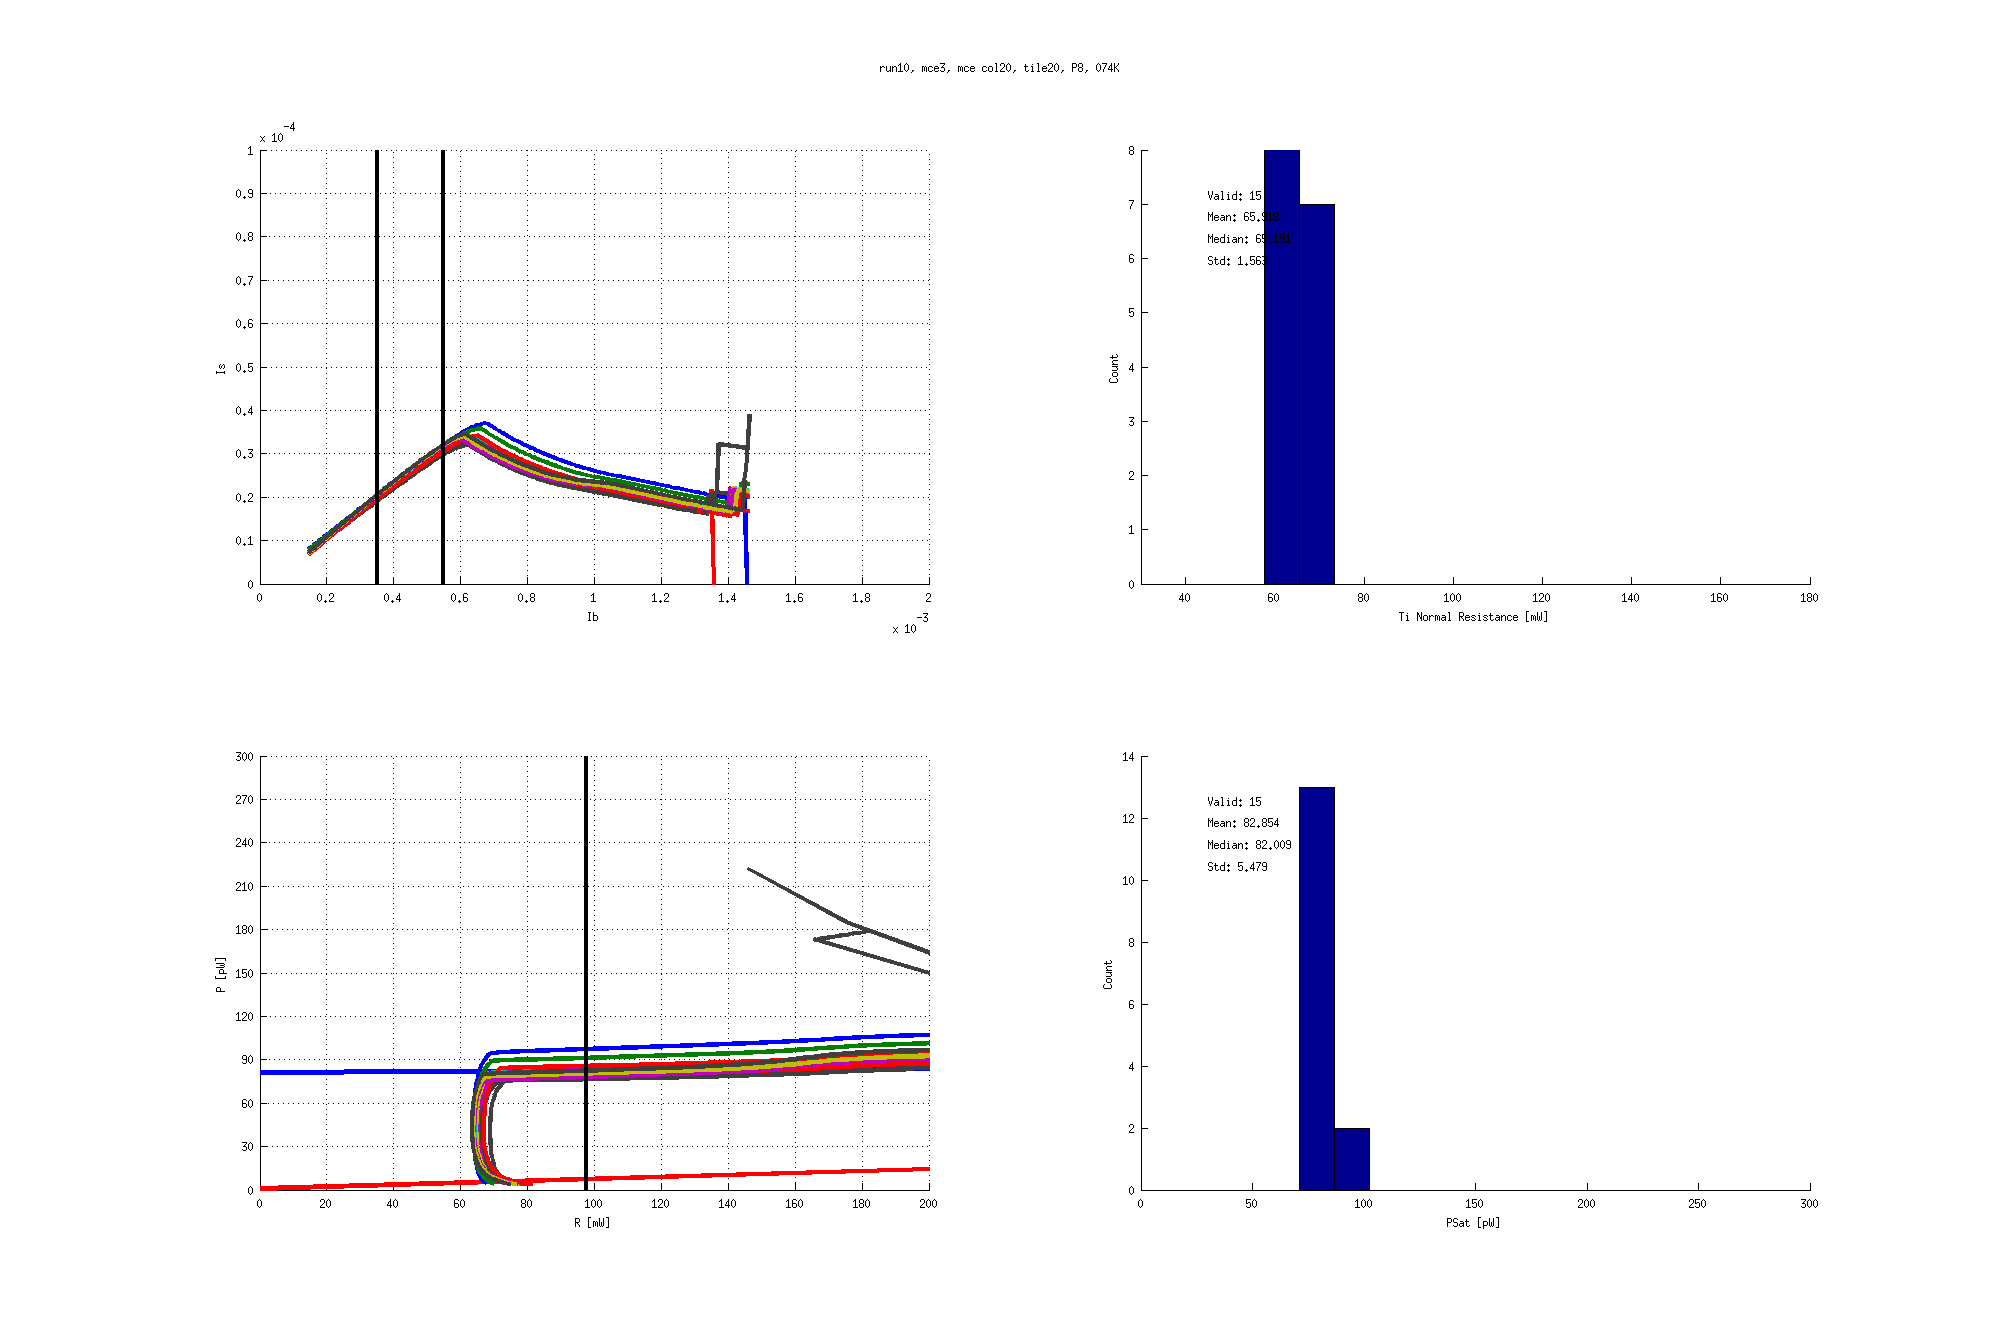 run10, mce3, mce col20, tile20, P8, 074K
x 10^-4
1
0.9
0.8
0.7
0.6
0.5
0.4
0.3
0.2
0.1
0
Is
0 0.2 0.4 0.6 0.8 1 1.2 1.4 1.6 1.8 2
Ib
x 10^-3
8
7
6
5
4
3
2
1
0
Count
Valid: 15
Mean: 65.918
Median: 65.151
Std: 1.563
40 60 80 100 120 140 160 180
Ti Normal Resistance [mW]
300
270
240
210
180
150
120
90
60
30
0
P [pW]
0 20 40 60 80 100 120 140 160 180 200
R [mW]
14
12
10
8
6
4
2
0
Count
Valid: 15
Mean: 82.854
Median: 82.009
Std: 5.479
0 50 100 150 200 250 300
PSat [pW]